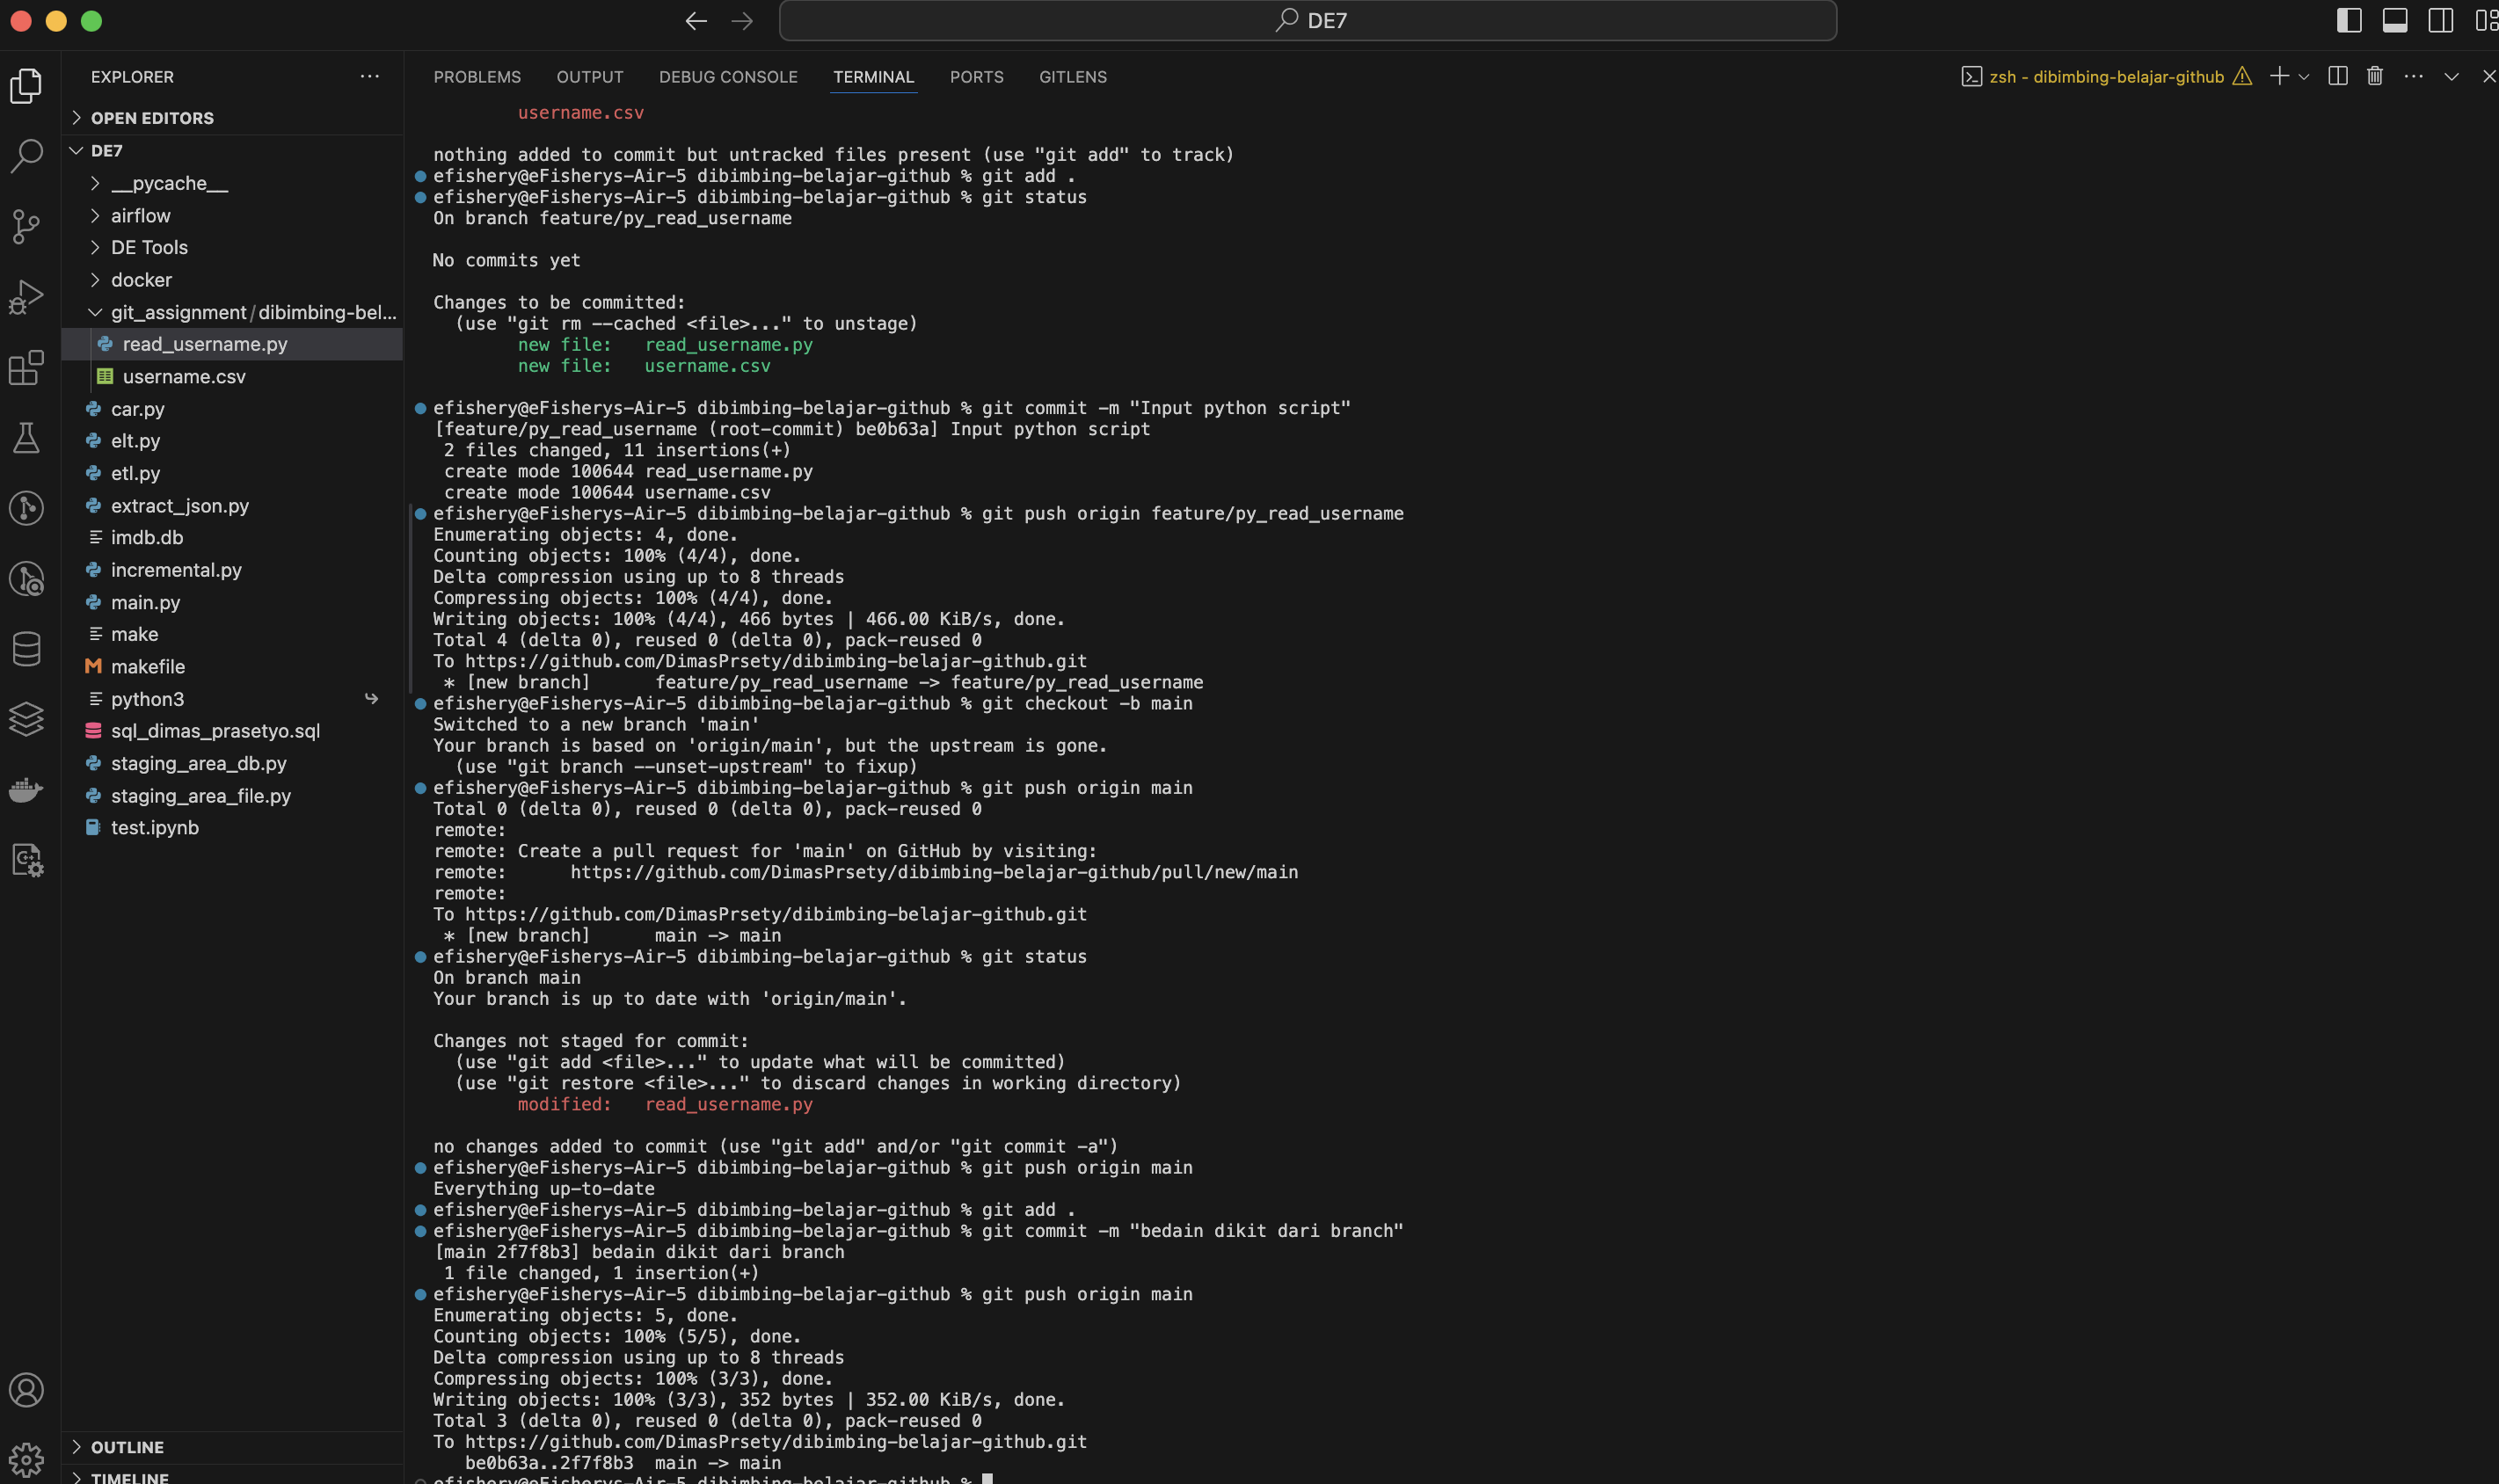 DE7
EXPLORER
OPEN EDITORS
DE7
__pycache__
airflow
DE Tools
docker
git_assignment/dibimbing-bel...
read_username.py
username.csv
car.py
elt.py
etl.py
extract_json.py
imdb.db
incremental.py
main.py
make
M makefile
python3
sql_dimas_prasetyo.sql
staging_area_db.py
staging_area_file.py
test.ipynb
OUTLINE
TIMELINE
PROBLEMS OUTPUT DEBUG CONSOLE TERMINAL PORTS GITLENS
zsh - dibimbing-belajar-github
username.csv
nothing added to commit but untracked files present (use "git add" to track)
efishery@eFisherys-Air-5 dibimbing-belajar-github % git add .
efishery@eFisherys-Air-5 dibimbing-belajar-github % git status
On branch feature/py_read_username
No commits yet
Changes to be committed:
(use "git rm --cached <file>..." to unstage)
new file:   read_username.py
new file:   username.csv
efishery@eFisherys-Air-5 dibimbing-belajar-github % git commit -m "Input python script"
[feature/py_read_username (root-commit) be0b63a] Input python script
2 files changed, 11 insertions(+)
create mode 100644 read_username.py
create mode 100644 username.csv
efishery@eFisherys-Air-5 dibimbing-belajar-github % git push origin feature/py_read_username
Enumerating objects: 4, done.
Counting objects: 100% (4/4), done.
Delta compression using up to 8 threads
Compressing objects: 100% (4/4), done.
Writing objects: 100% (4/4), 466 bytes | 466.00 KiB/s, done.
Total 4 (delta 0), reused 0 (delta 0), pack-reused 0
To https://github.com/DimasPrsety/dibimbing-belajar-github.git
* [new branch]      feature/py_read_username -> feature/py_read_username
efishery@eFisherys-Air-5 dibimbing-belajar-github % git checkout -b main
Switched to a new branch 'main'
Your branch is based on 'origin/main', but the upstream is gone.
(use "git branch --unset-upstream" to fixup)
efishery@eFisherys-Air-5 dibimbing-belajar-github % git push origin main
Total 0 (delta 0), reused 0 (delta 0), pack-reused 0
remote:
remote: Create a pull request for 'main' on GitHub by visiting:
remote:      https://github.com/DimasPrsety/dibimbing-belajar-github/pull/new/main
remote:
To https://github.com/DimasPrsety/dibimbing-belajar-github.git
* [new branch]      main -> main
efishery@eFisherys-Air-5 dibimbing-belajar-github % git status
On branch main
Your branch is up to date with 'origin/main'.
Changes not staged for commit:
(use "git add <file>..." to update what will be committed)
(use "git restore <file>..." to discard changes in working directory)
modified:   read_username.py
no changes added to commit (use "git add" and/or "git commit -a")
efishery@eFisherys-Air-5 dibimbing-belajar-github % git push origin main
Everything up-to-date
efishery@eFisherys-Air-5 dibimbing-belajar-github % git add .
efishery@eFisherys-Air-5 dibimbing-belajar-github % git commit -m "bedain dikit dari branch"
[main 2f7f8b3] bedain dikit dari branch
1 file changed, 1 insertion(+)
efishery@eFisherys-Air-5 dibimbing-belajar-github % git push origin main
Enumerating objects: 5, done.
Counting objects: 100% (5/5), done.
Delta compression using up to 8 threads
Compressing objects: 100% (3/3), done.
Writing objects: 100% (3/3), 352 bytes | 352.00 KiB/s, done.
Total 3 (delta 0), reused 0 (delta 0), pack-reused 0
To https://github.com/DimasPrsety/dibimbing-belajar-github.git
be0b63a..2f7f8b3  main -> main
efishery@eFisherys-Air-5 dibimbing-belajar-github %